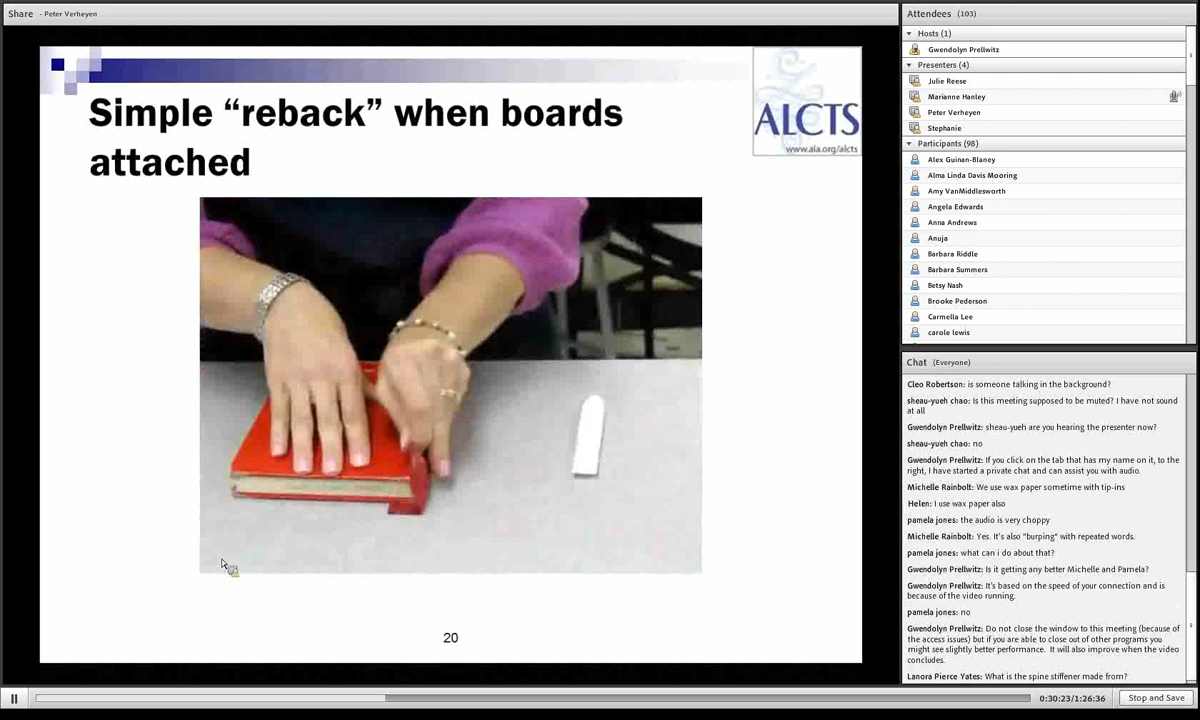 Share - Peter Verheyen
Simple “reback” when boards
attached
ALCTS
www.ala.org/alcts
20
Attendees (103)
Hosts (1)
Gwendolyn Prellwitz
Presenters (4)
Julie Reese
Marianne Hanley
Peter Verheyen
Stephanie
Participants (98)
Alex Guinan-Blaney
Alma Linda Davis Mooring
Amy VanMiddlesworth
Angela Edwards
Anna Andrews
Anuja
Barbara Riddle
Barbara Summers
Betsy Nash
Brooke Pederson
Carmella Lee
carole lewis
Chat (Everyone)
Cleo Robertson: is someone talking in the background?
sheau-yueh chao: Is this meeting supposed to be muted? I have not sound
at all
Gwendolyn Prellwitz: sheau-yueh are you hearing the presenter now?
sheau-yueh chao: no
Gwendolyn Prellwitz: If you click on the tab that has my name on it, to the
right, I have started a private chat and can assist you with audio.
Michelle Rainbolt: We use wax paper sometime with tip-ins
Helen: I use wax paper also
pamela jones: the audio is very choppy
Michelle Rainbolt: Yes. It's also "burping" with repeated words.
pamela jones: what can i do about that?
Gwendolyn Prellwitz: Is it getting any better Michelle and Pamela?
Gwendolyn Prellwitz: It's based on the speed of your connection and is
because of the video running.
pamela jones: no
Gwendolyn Prellwitz: Do not close the window to this meeting (because of
the access issues) but if you are able to close out of other programs you
might see slightly better performance. It will also improve when the video
concludes.
Lanora Pierce Yates: What is the spine stiffener made from?
0:30:23/1:26:36
Stop and Save